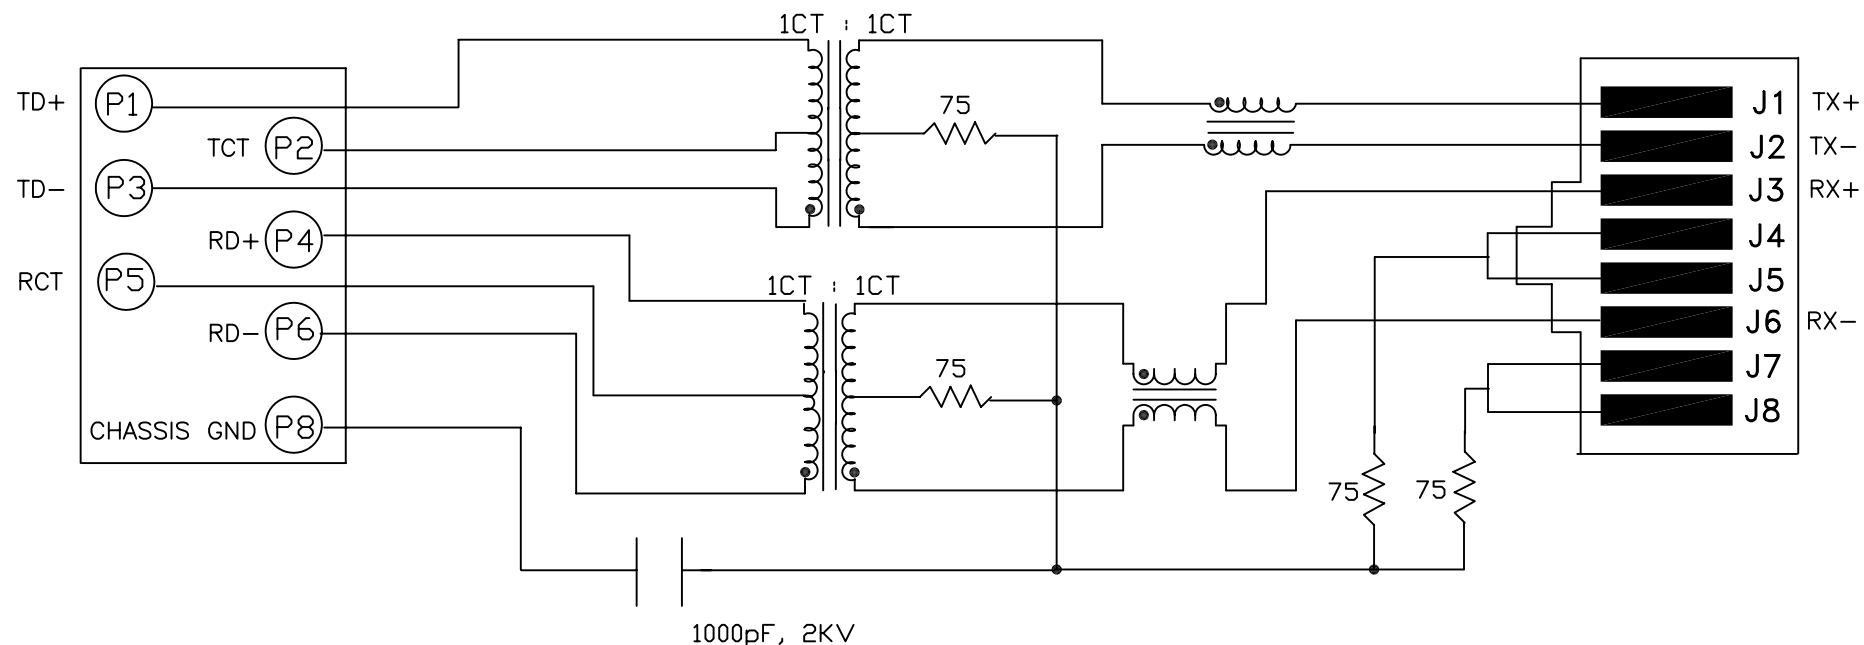 1CT : 1CT
TD+ P1
TCT P2
TD- P3
RD+ P4
RCT P5
RD- P6
CHASSIS GND P8
75
1CT : 1CT
75
1000pF, 2KV
75
75
J1 TX+
J2 TX-
J3 RX+
J4
J5
J6 RX-
J7
J8